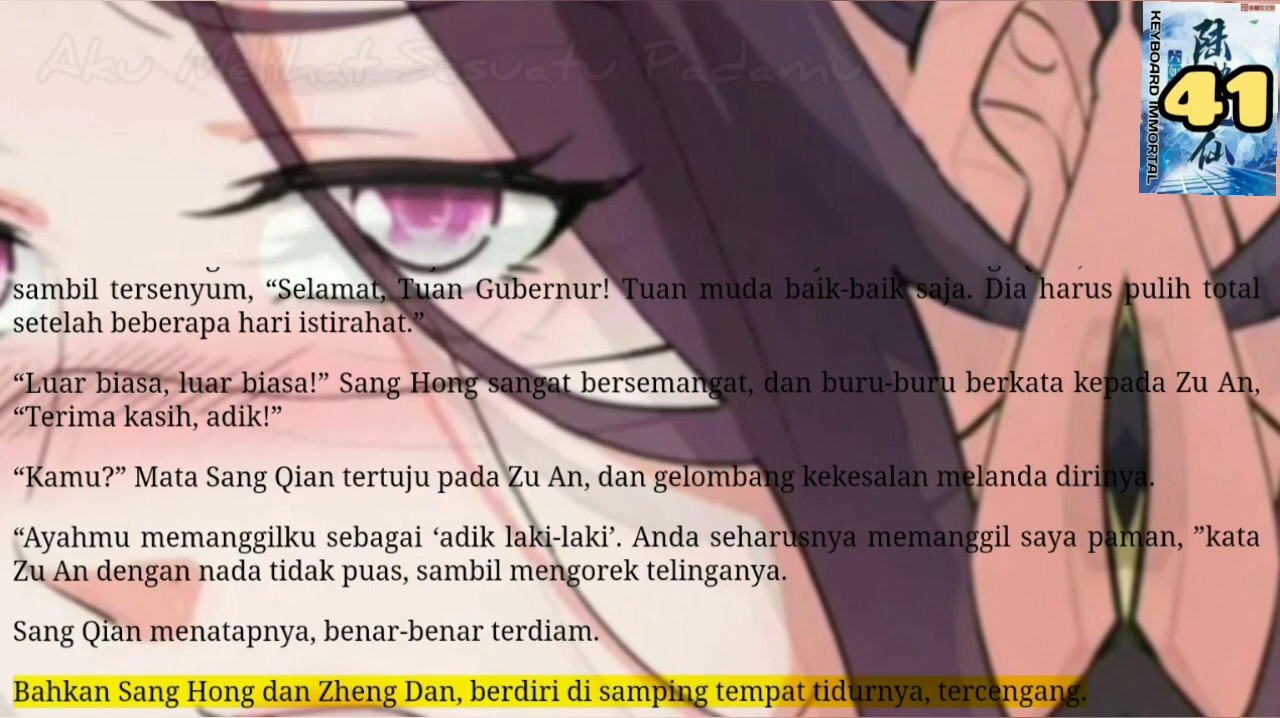 Aku Melihat Sesuatu Padamu
KEYBOARD IMMORTAL
陆
仙
41
sambil tersenyum, “Selamat, Tuan Gubernur! Tuan muda baik-baik saja. Dia harus pulih total
setelah beberapa hari istirahat.”
“Luar biasa, luar biasa!” Sang Hong sangat bersemangat, dan buru-buru berkata kepada Zu An,
“Terima kasih, adik!”
“Kamu?” Mata Sang Qian tertuju pada Zu An, dan gelombang kekesalan melanda dirinya.
“Ayahmu memanggilku sebagai ‘adik laki-laki’. Anda seharusnya memanggil saya paman, ”kata
Zu An dengan nada tidak puas, sambil mengorek telinganya.
Sang Qian menatapnya, benar-benar terdiam.
Bahkan Sang Hong dan Zheng Dan, berdiri di samping tempat tidurnya, tercengang.